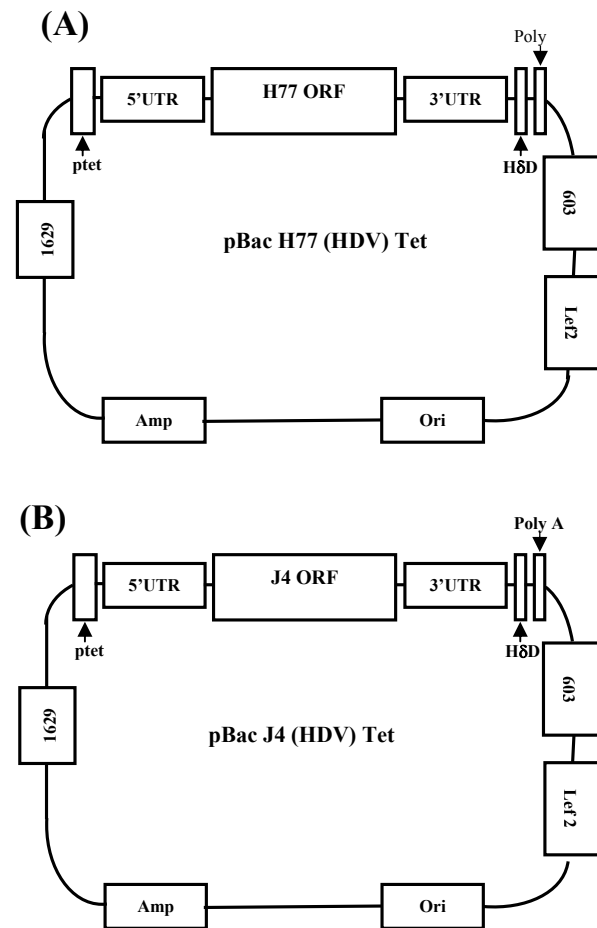 (A)
Poly
5’UTR
H77 ORF
3’UTR
ptet
HδD
603
1629
pBac H77 (HDV) Tet
Lef2
Amp
Ori
(B)
Poly A
5’UTR
J4 ORF
3’UTR
ptet
HδD
603
1629
pBac J4 (HDV) Tet
Lef 2
Amp
Ori